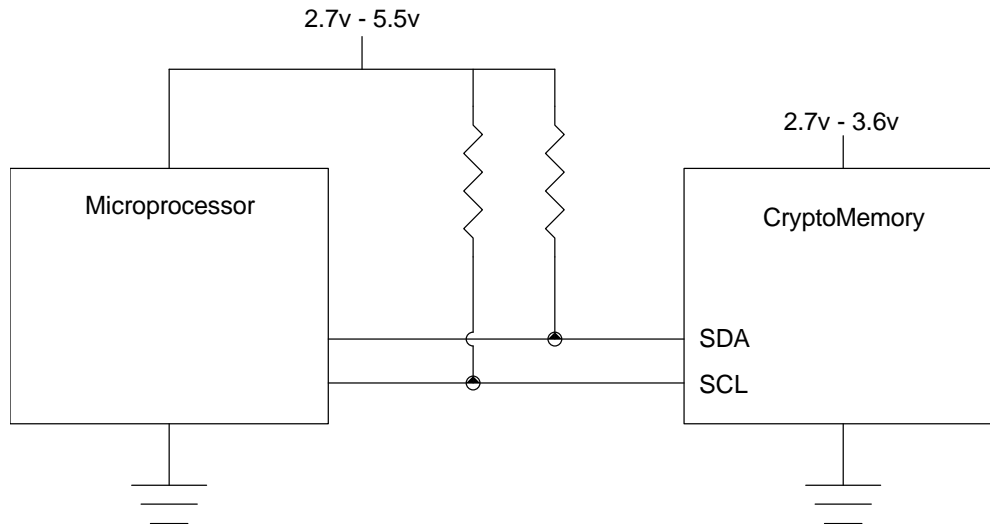 2.7v - 5.5v
2.7v - 3.6v
Microprocessor
CryptoMemory
SDA
SCL